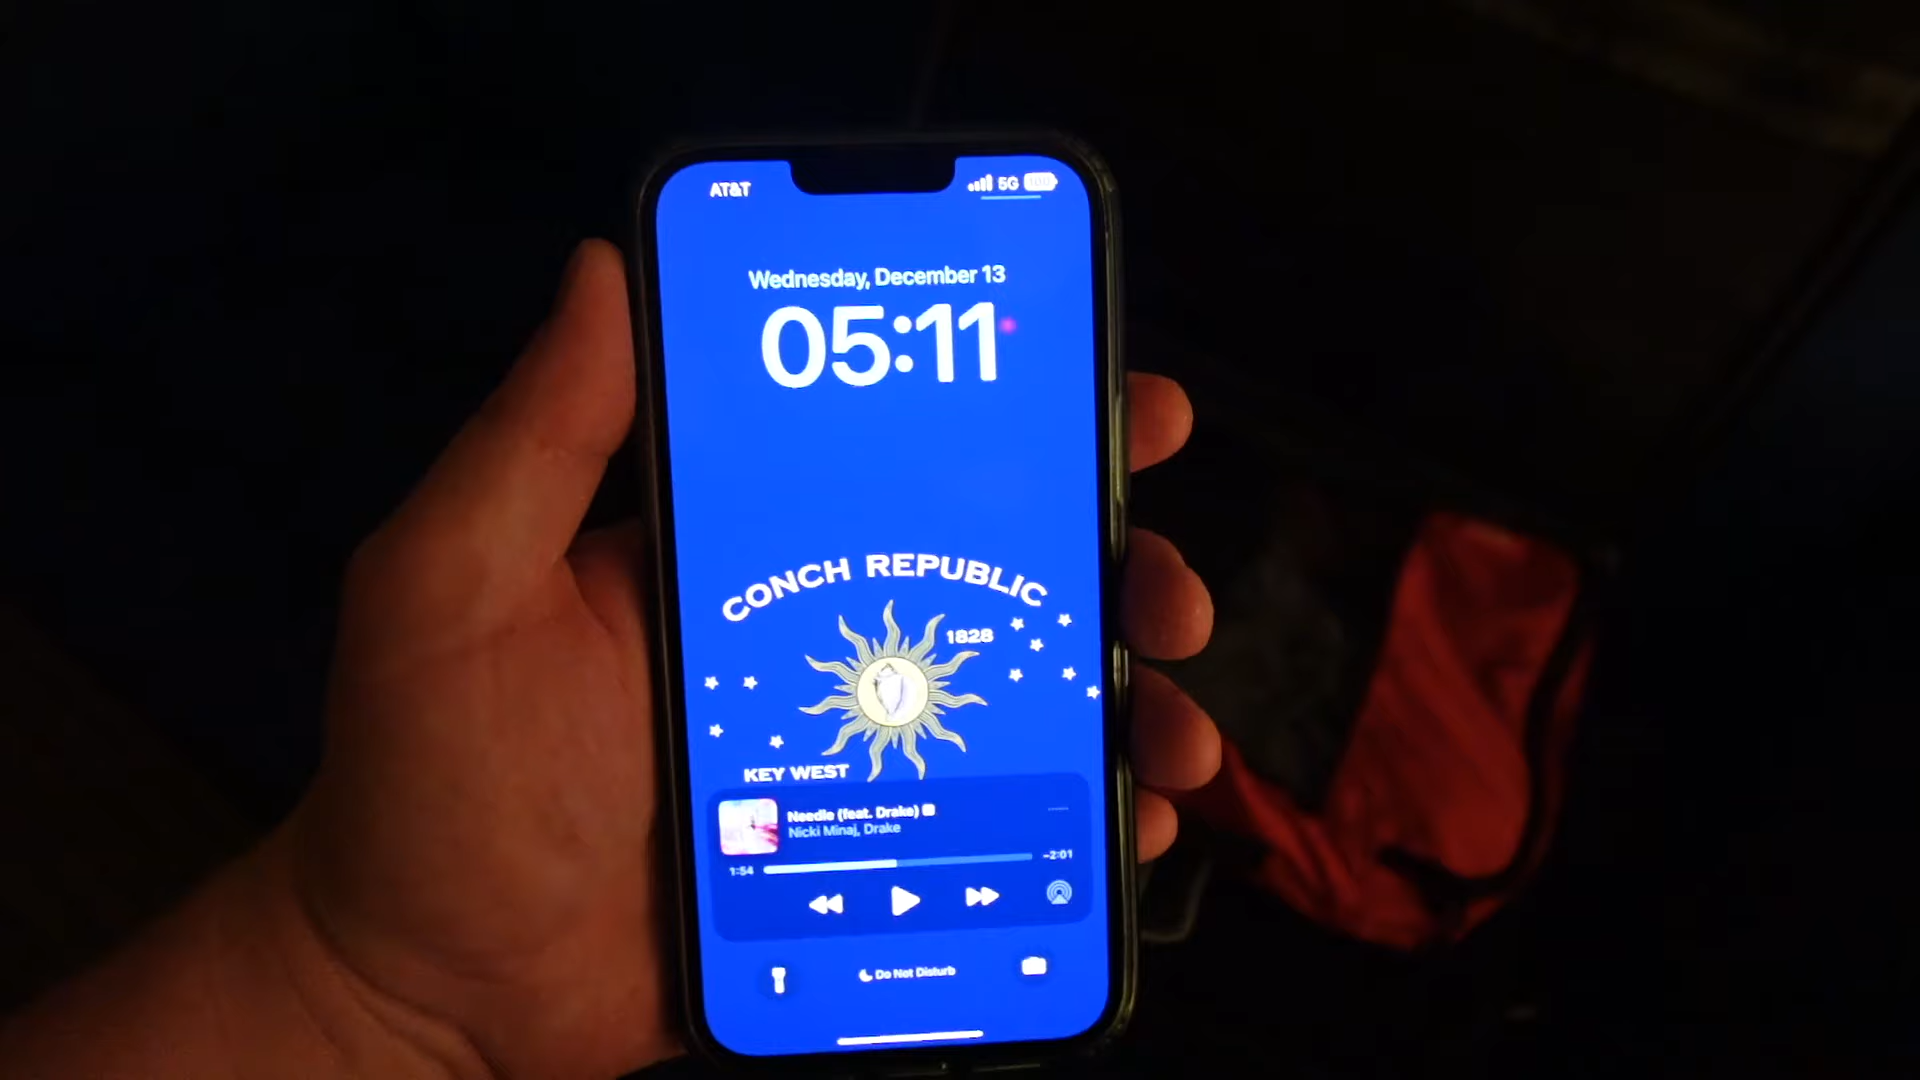 AT&T 5G 100
Wednesday, December 13
05:11
CONCH REPUBLIC
1828
KEY WEST
Needle (feat. Drake) E
Nicki Minaj, Drake
1:54 -2:01
Do Not Disturb